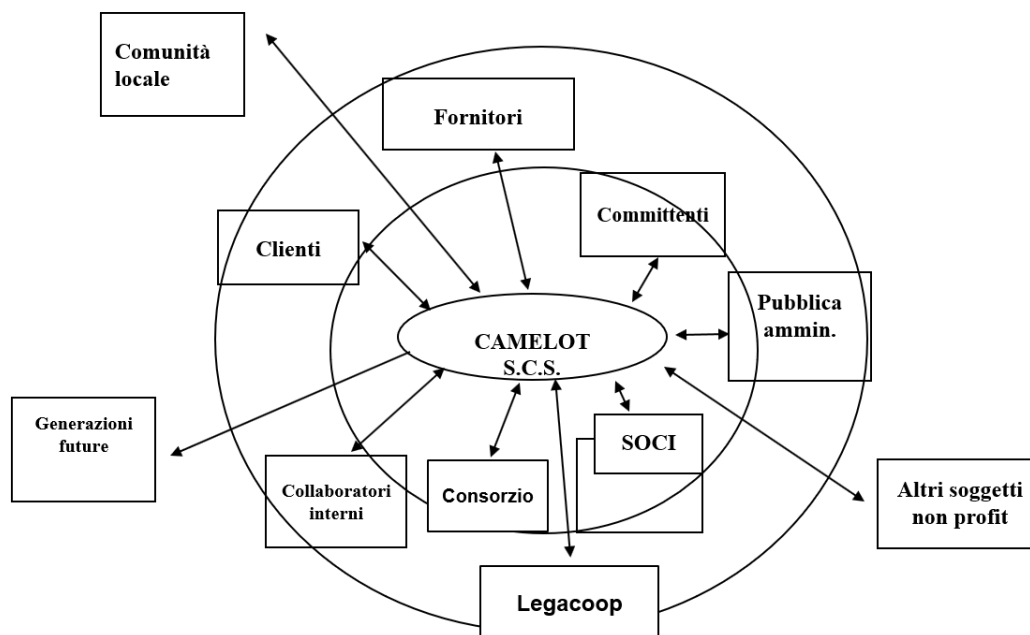 Comunità
locale
Fornitori
Committenti
Clienti
Pubblica
ammin.
CAMELOT
S.C.S.
Generazioni
future
SOCI
Collaboratori
interni
Consorzio
Altri soggetti
non profit
Legacoop